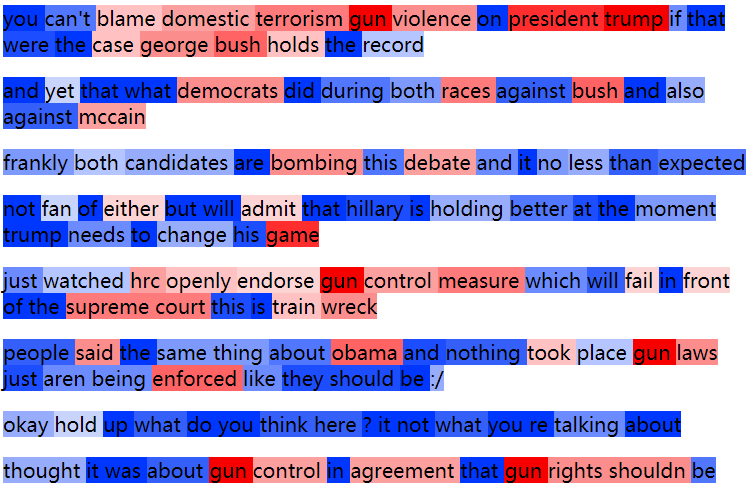 you can't blame domestic terrorism gun violence on president trump if that
were the case george bush holds the record
and yet that what democrats did during both races against bush and also
against mccain
frankly both candidates are bombing this debate and it no less than expected
not fan of either but will admit that hillary is holding better at the moment
trump needs to change his game
just watched hrc openly endorse gun control measure which will fail in front
of the supreme court this is train wreck
people said the same thing about obama and nothing took place gun laws
just aren being enforced like they should be :/
okay hold up what do you think here ? it not what you re talking about
thought it was about gun control in agreement that gun rights shouldn be